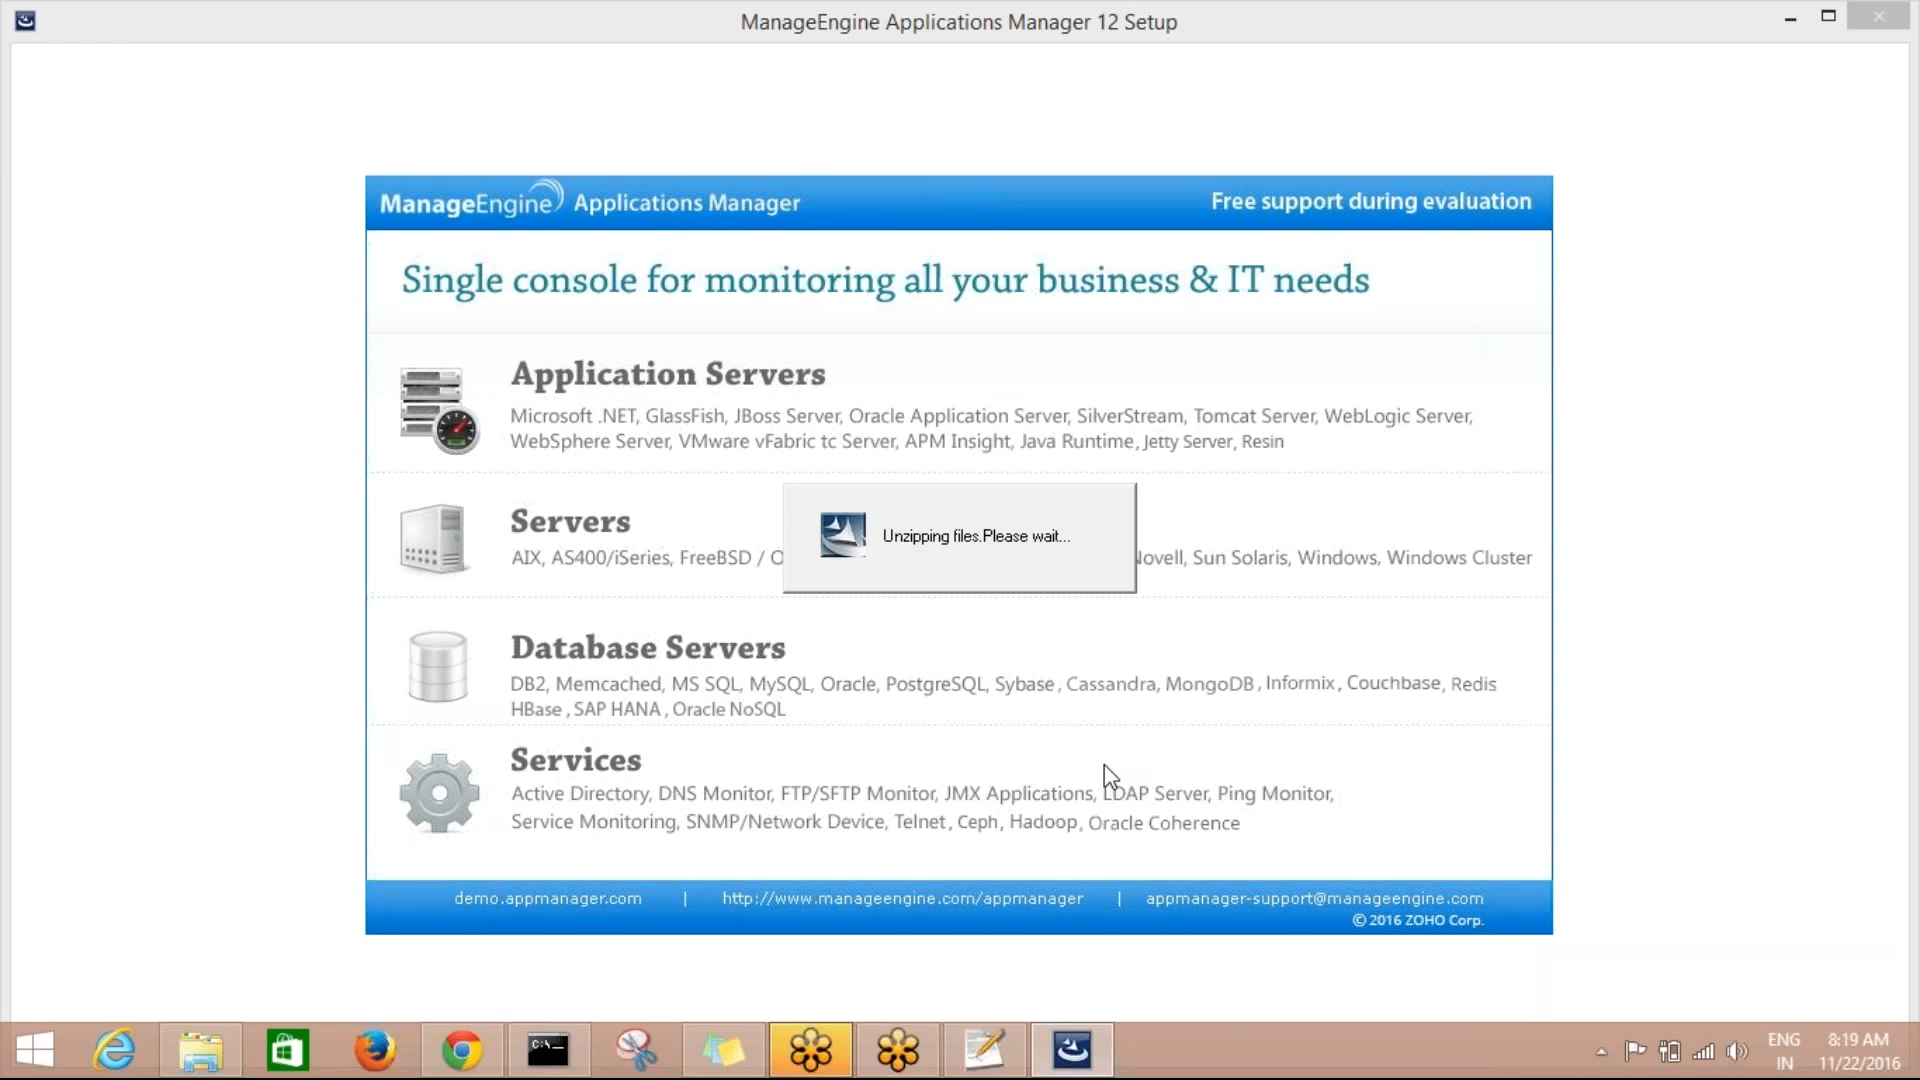 ManageEngine Applications Manager 12 Setup
ManageEngine Applications Manager
Free support during evaluation
Single console for monitoring all your business & IT needs
Application Servers
Microsoft .NET, GlassFish, JBoss Server, Oracle Application Server, SilverStream, Tomcat Server, WebLogic Server,
WebSphere Server, VMware vFabric tc Server, APM Insight, Java Runtime, Jetty Server, Resin
Servers
AIX, AS400/iSeries, FreeBSD / O
Novell, Sun Solaris, Windows, Windows Cluster
Unzipping files.Please wait...
Database Servers
DB2, Memcached, MS SQL, MySQL, Oracle, PostgreSQL, Sybase, Cassandra, MongoDB, Informix, Couchbase, Redis
HBase, SAP HANA, Oracle NoSQL
Services
Active Directory, DNS Monitor, FTP/SFTP Monitor, JMX Applications, LDAP Server, Ping Monitor,
Service Monitoring, SNMP/Network Device, Telnet, Ceph, Hadoop, Oracle Coherence
demo.appmanager.com | http://www.manageengine.com/appmanager | appmanager-support@manageengine.com
© 2016 ZOHO Corp.
C:\_
ENG 8:19 AM
IN 11/22/2016